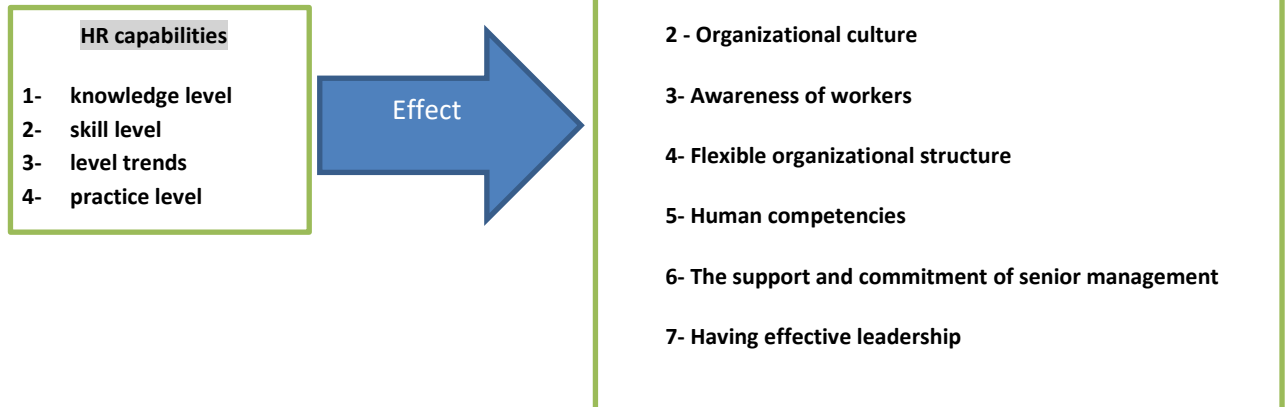 HR capabilities
1- knowledge level
2- skill level
3- level trends
4- practice level
Effect
2 - Organizational culture
3- Awareness of workers
4- Flexible organizational structure
5- Human competencies
6- The support and commitment of senior management
7- Having effective leadership